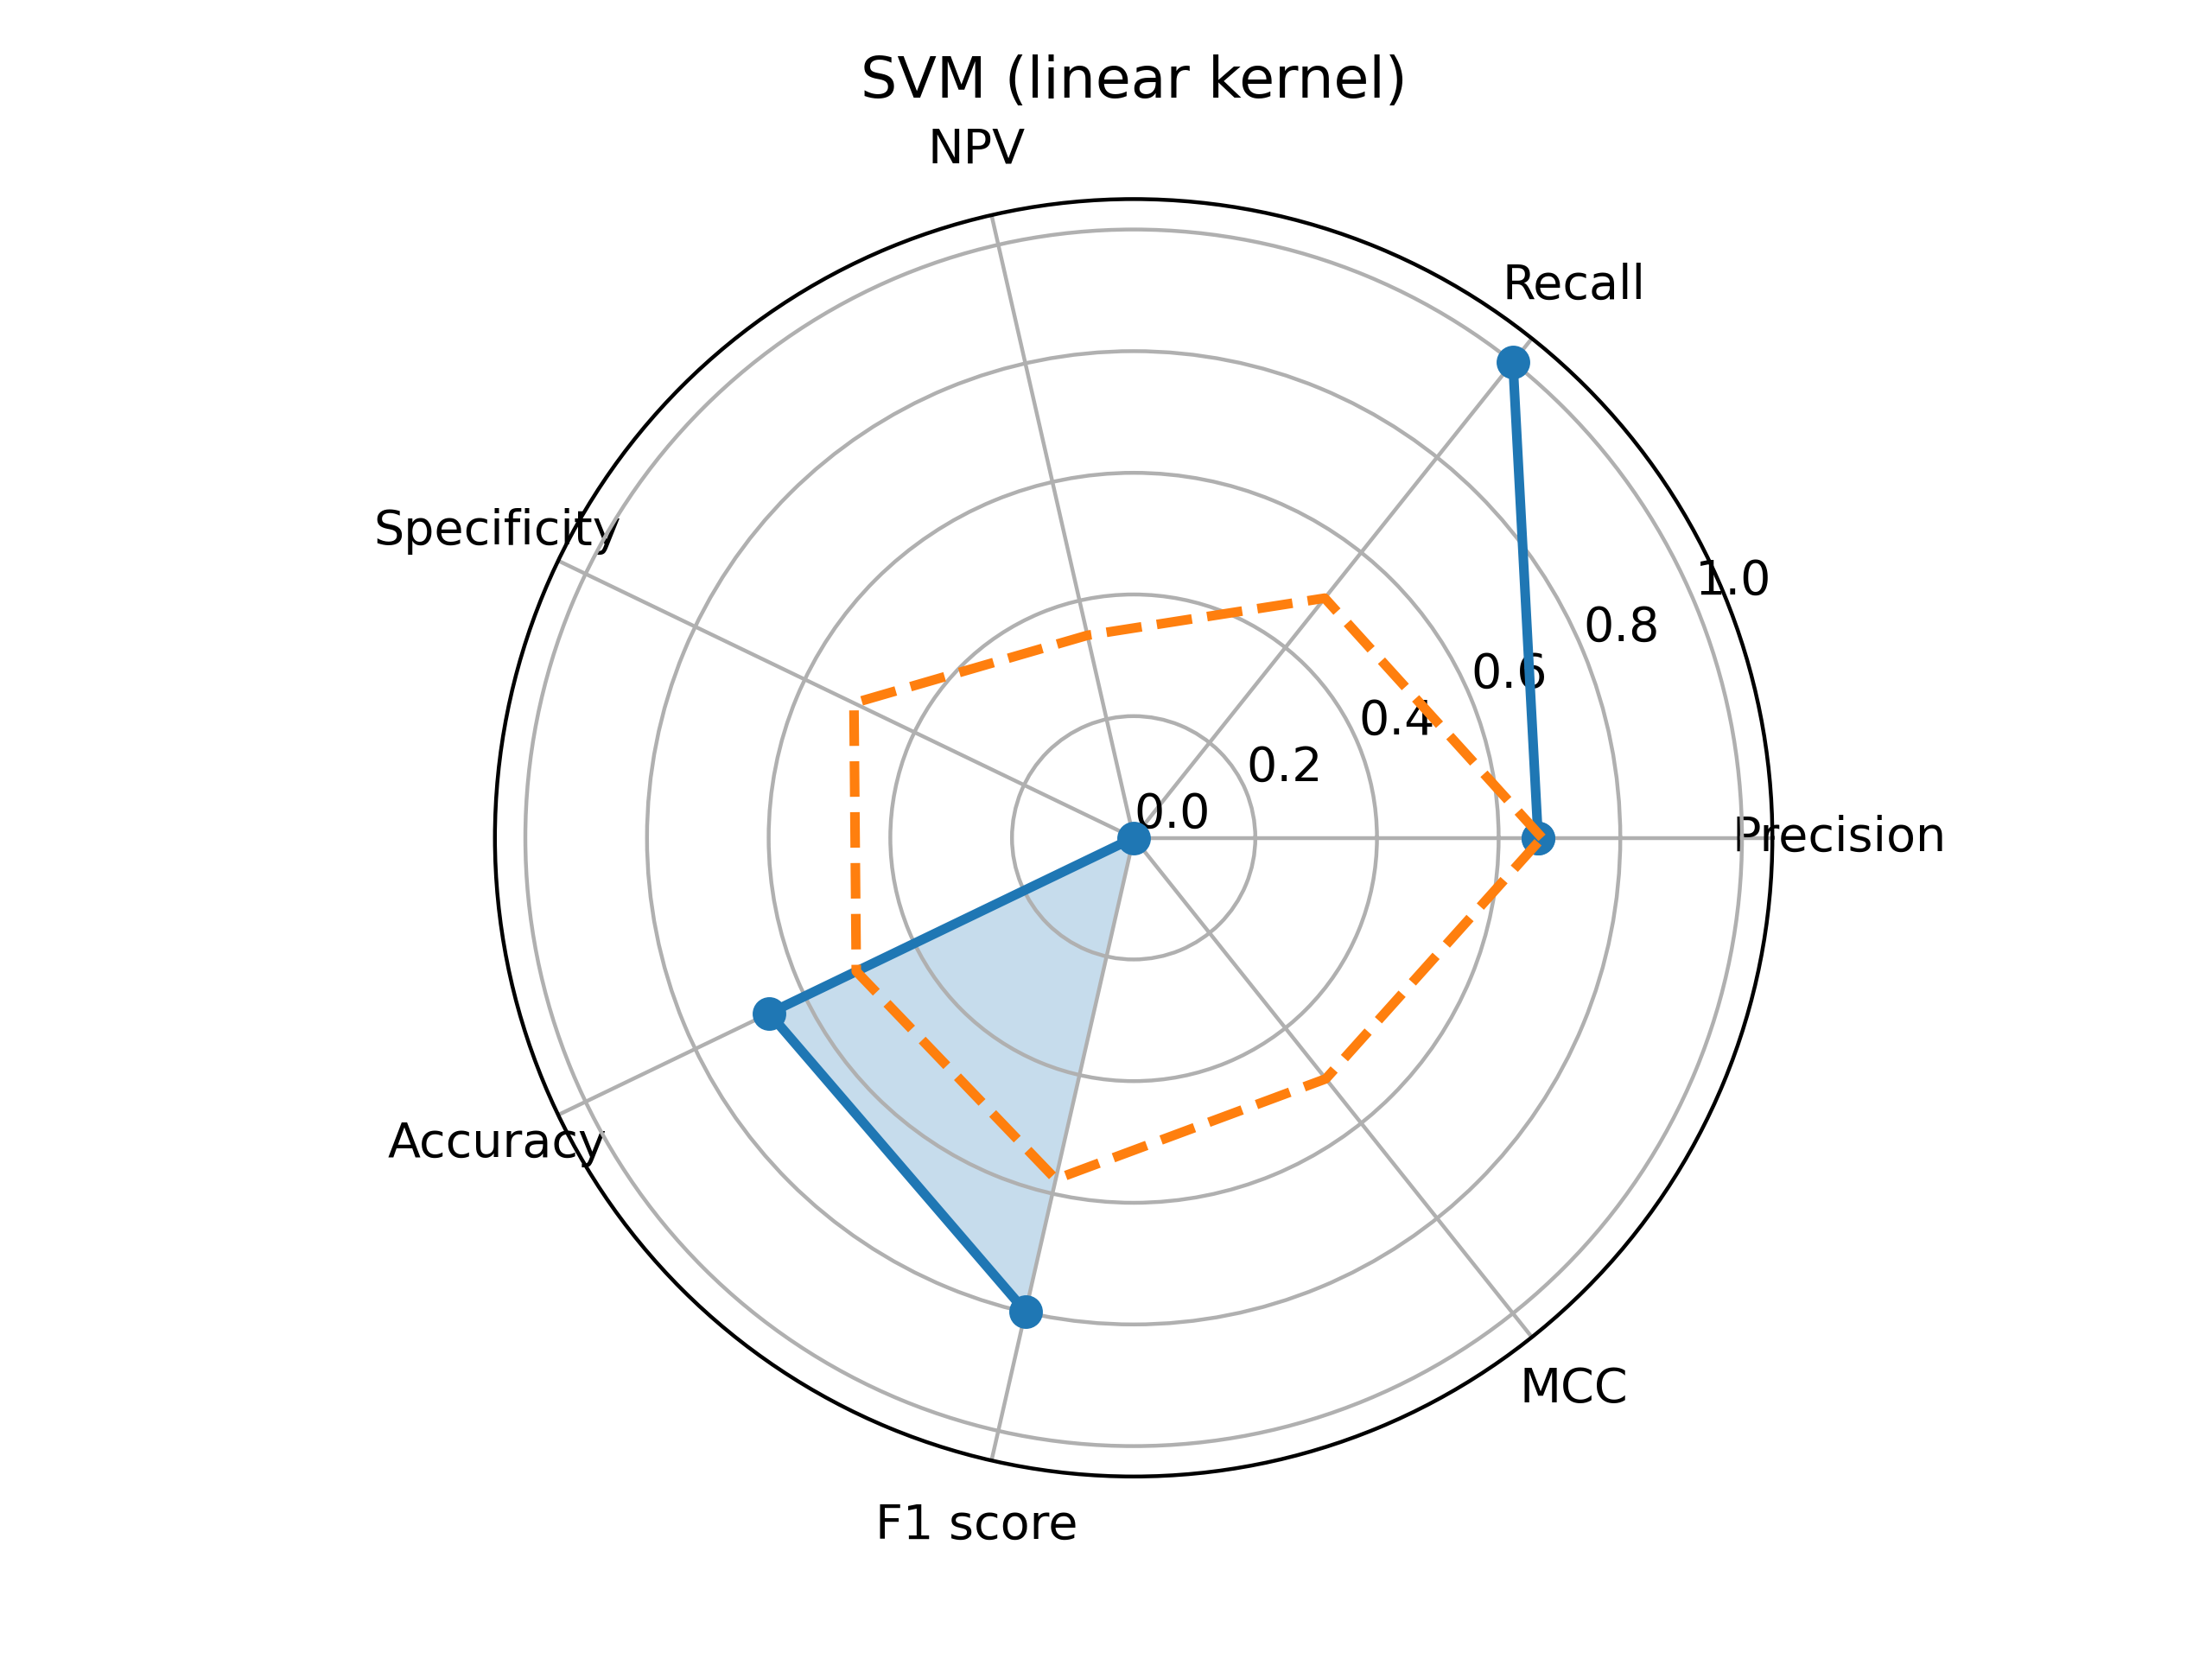 SVM (linear kernel)
NPV
Recall
Specificity
1.0
0.8
0.6
0.4
0.2
0.0
Precision
Accuracy
MCC
F1 score